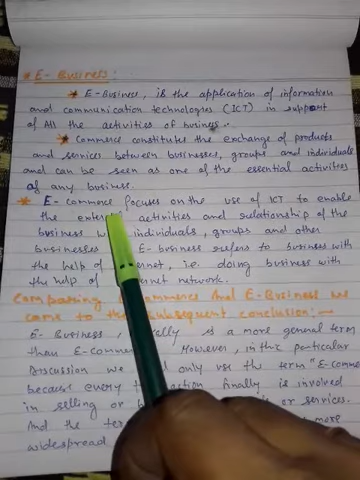 * E- Business:
* E-Business, is the application of information
and communication technologies (ICT) in support
of All the activities of business.
* Commerce constitutes the exchange of products
and services between businesses, groups and individuals
and can be seen as one of the essential activities
of any business.
* E- Commerce focuses on the use of ICT to enable
the activities and relationship of the
business individuals, groups and other
businesses E- business refers to business with
the help of i.e. doing business with
the help of network.
Comparing And E-Business We
come to the subsequent conclusion:-
E- Business, is a more general term
than E- However, in this particular
Discussion we only use the term "E-
because every finally is involved
in selling or or services.
And the more
widespread